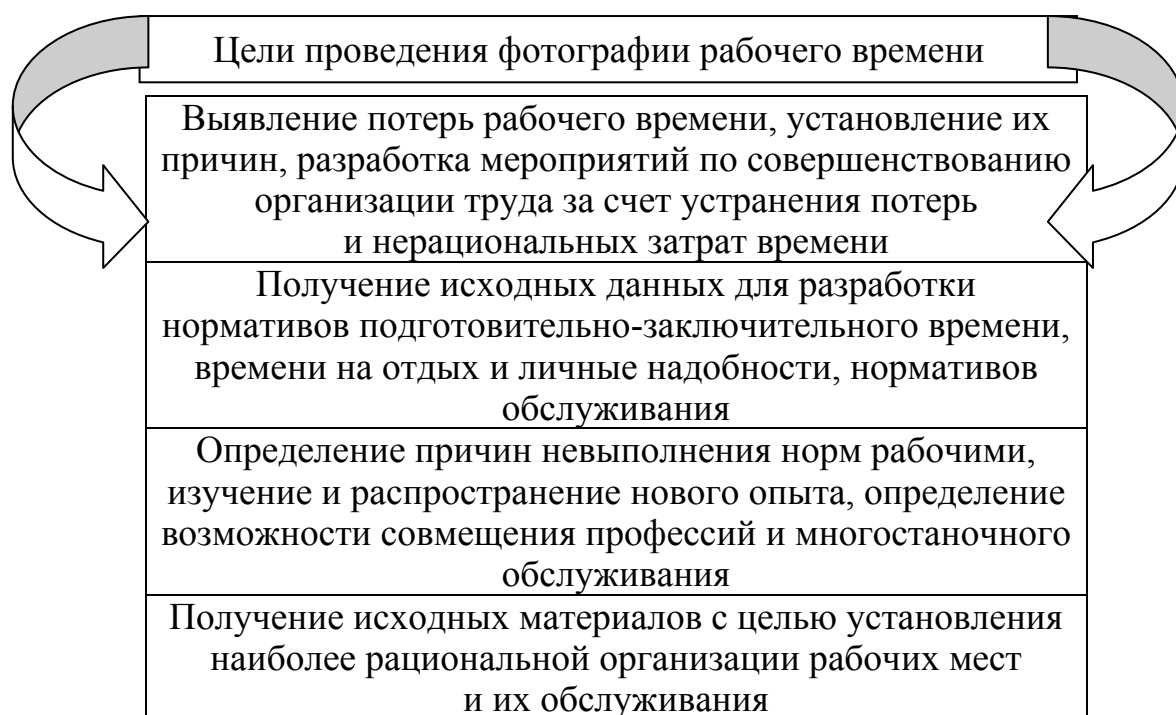 Цели проведения фотографии рабочего времени
Выявление потерь рабочего времени, установление их
причин, разработка мероприятий по совершенствованию
организации труда за счет устранения потерь
и нерациональных затрат времени
Получение исходных данных для разработки
нормативов подготовительно-заключительного времени,
времени на отдых и личные надобности, нормативов
обслуживания
Определение причин невыполнения норм рабочими,
изучение и распространение нового опыта, определение
возможности совмещения профессий и многостаночного
обслуживания
Получение исходных материалов с целью установления
наиболее рациональной организации рабочих мест
и их обслуживания